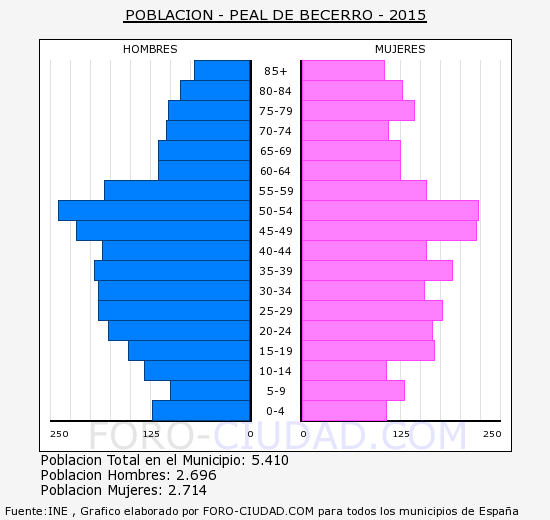 POBLACION - PEAL DE BECERRO - 2015
HOMBRES MUJERES
85+
80-84
75-79
70-74
65-69
60-64
55-59
50-54
45-49
40-44
35-39
30-34
25-29
20-24
15-19
10-14
5-9
0-4
250 125 0 0 125 250
FORO-CIUDAD.COM
Poblacion Total en el Municipio: 5.410
Poblacion Hombres: 2.696
Poblacion Mujeres: 2.714
Fuente:INE , Grafico elaborado por FORO-CIUDAD.COM para todos los municipios de España